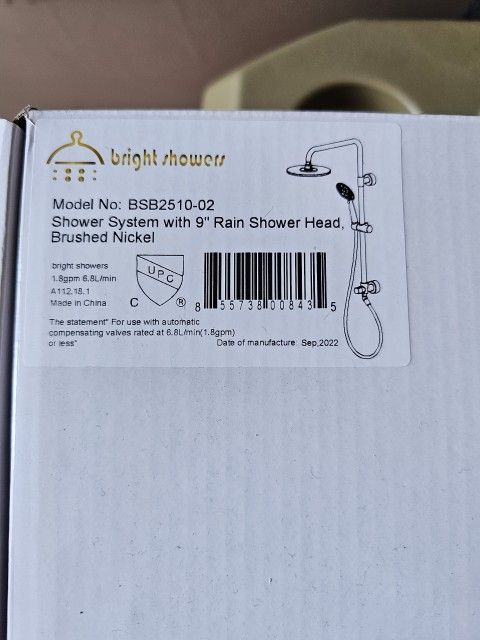 bright showers
Model No: BSB2510-02
Shower System with 9" Rain Shower Head,
Brushed Nickel
bright showers
1.8gpm 6.8L/min
A112.18.1
Made in China
UPC
C ®
8 55738 00843 5
The statement" For use with automatic
compensating valves rated at 6.8L/min(1.8gpm)
or less"
Date of manufacture: Sep,2022